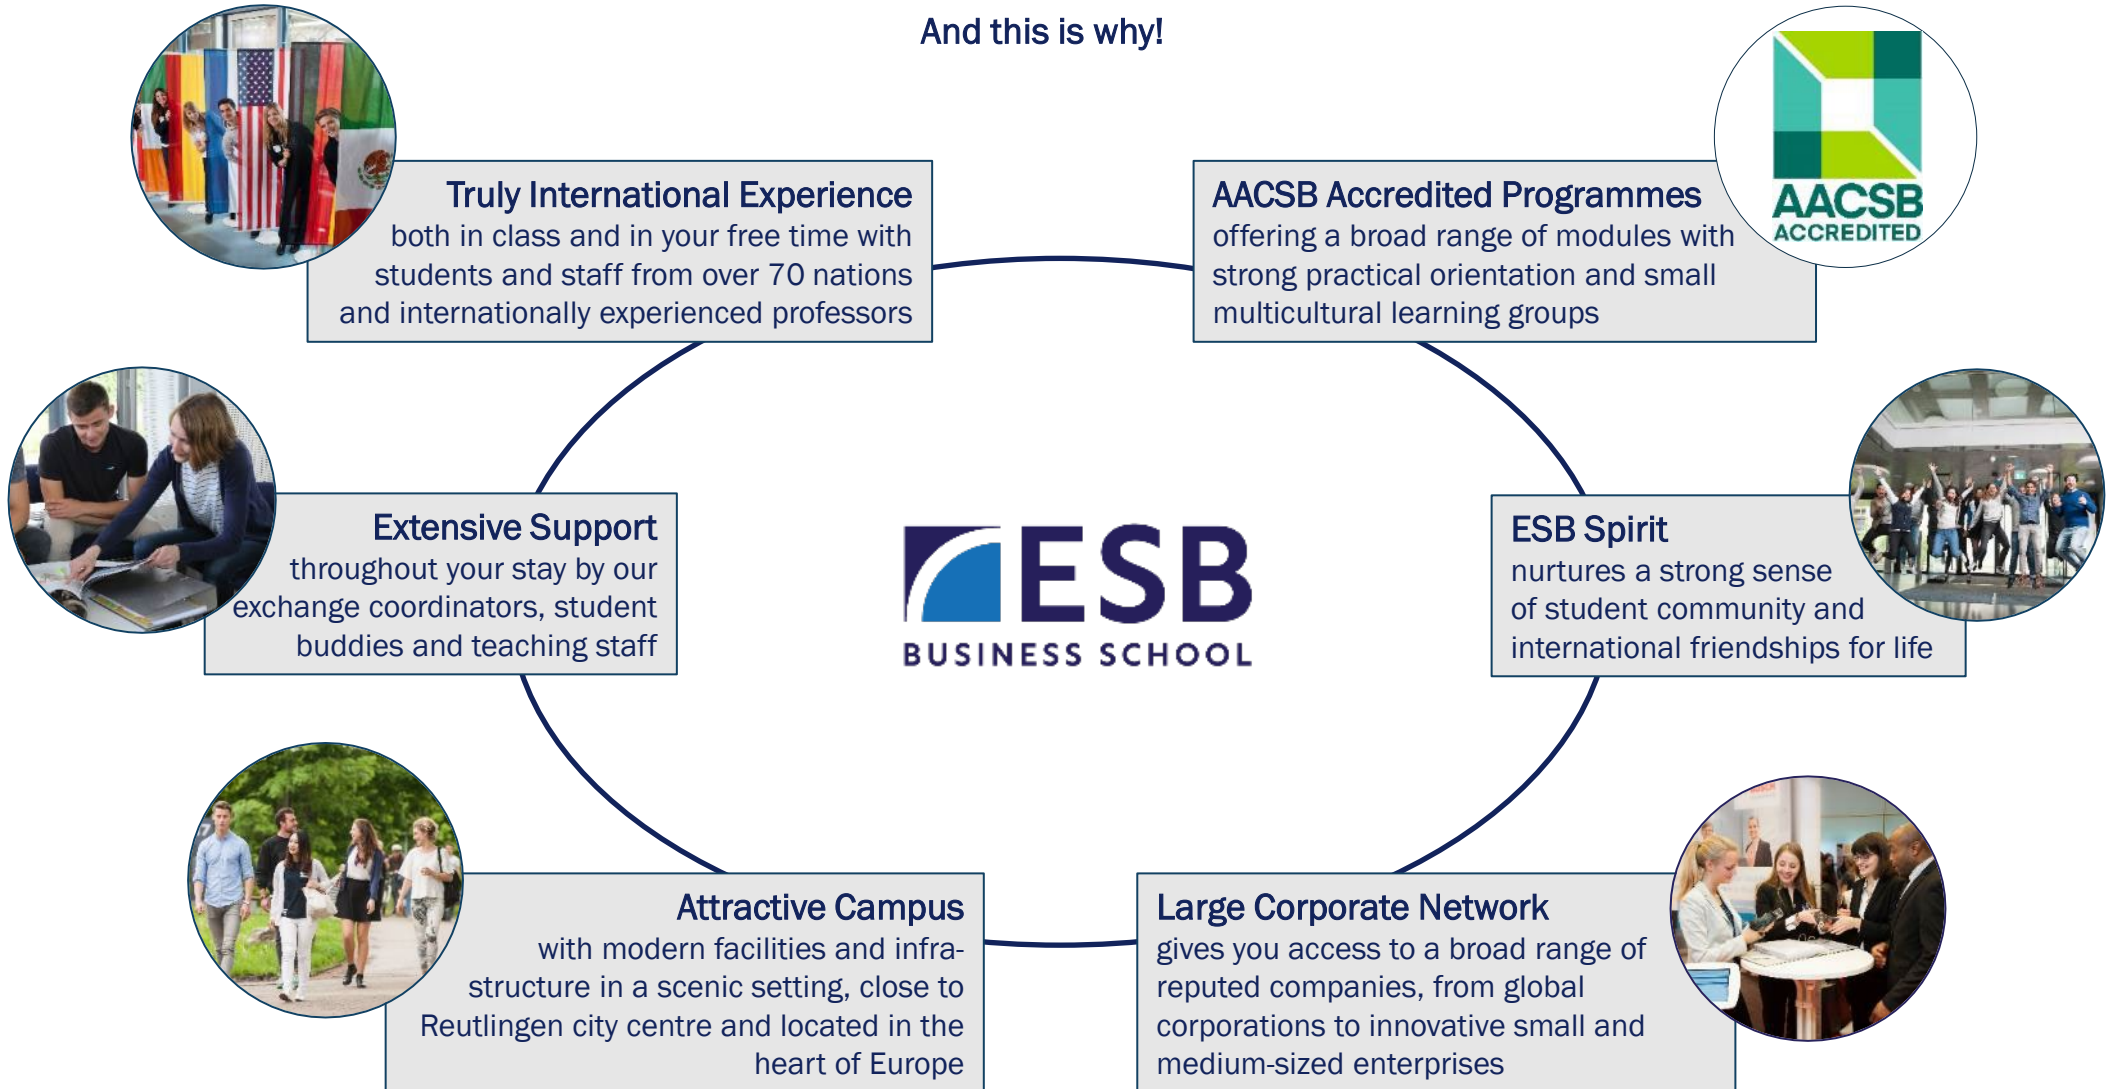 And this is why!
Truly International Experience
both in class and in your free time with
students and staff from over 70 nations
and internationally experienced professors
AACSB Accredited Programmes
offering a broad range of modules with
strong practical orientation and small
multicultural learning groups
AACSB
ACCREDITED
Extensive Support
throughout your stay by our
exchange coordinators, student
buddies and teaching staff
ESB
BUSINESS SCHOOL
ESB Spirit
nurtures a strong sense
of student community and
international friendships for life
Attractive Campus
with modern facilities and infra-
structure in a scenic setting, close to
Reutlingen city centre and located in the
heart of Europe
Large Corporate Network
gives you access to a broad range of
reputed companies, from global
corporations to innovative small and
medium-sized enterprises